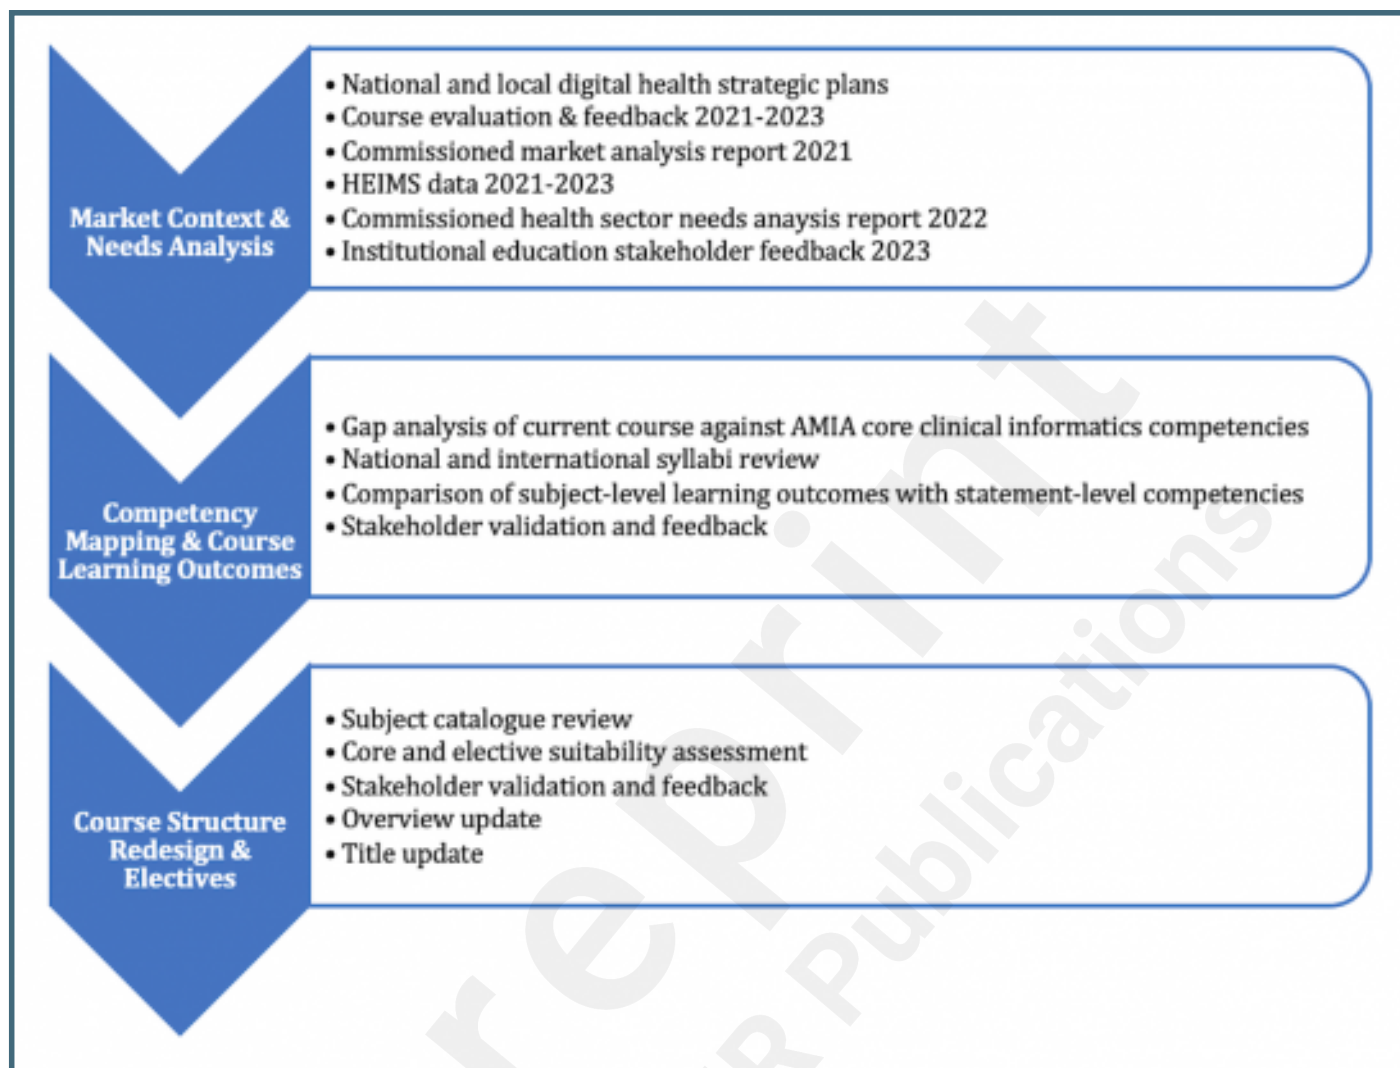 Market Context &
Needs Analysis
• National and local digital health strategic plans
• Course evaluation & feedback 2021-2023
• Commissioned market analysis report 2021
• HEIMS data 2021-2023
• Commissioned health sector needs anaysis report 2022
• Institutional education stakeholder feedback 2023
Competency
Mapping & Course
Learning Outcomes
• Gap analysis of current course against AMIA core clinical informatics competencies
• National and international syllabi review
• Comparison of subject-level learning outcomes with statement-level competencies
• Stakeholder validation and feedback
Course Structure
Redesign &
Electives
• Subject catalogue review
• Core and elective suitability assessment
• Stakeholder validation and feedback
• Overview update
• Title update
reprint
R Publications